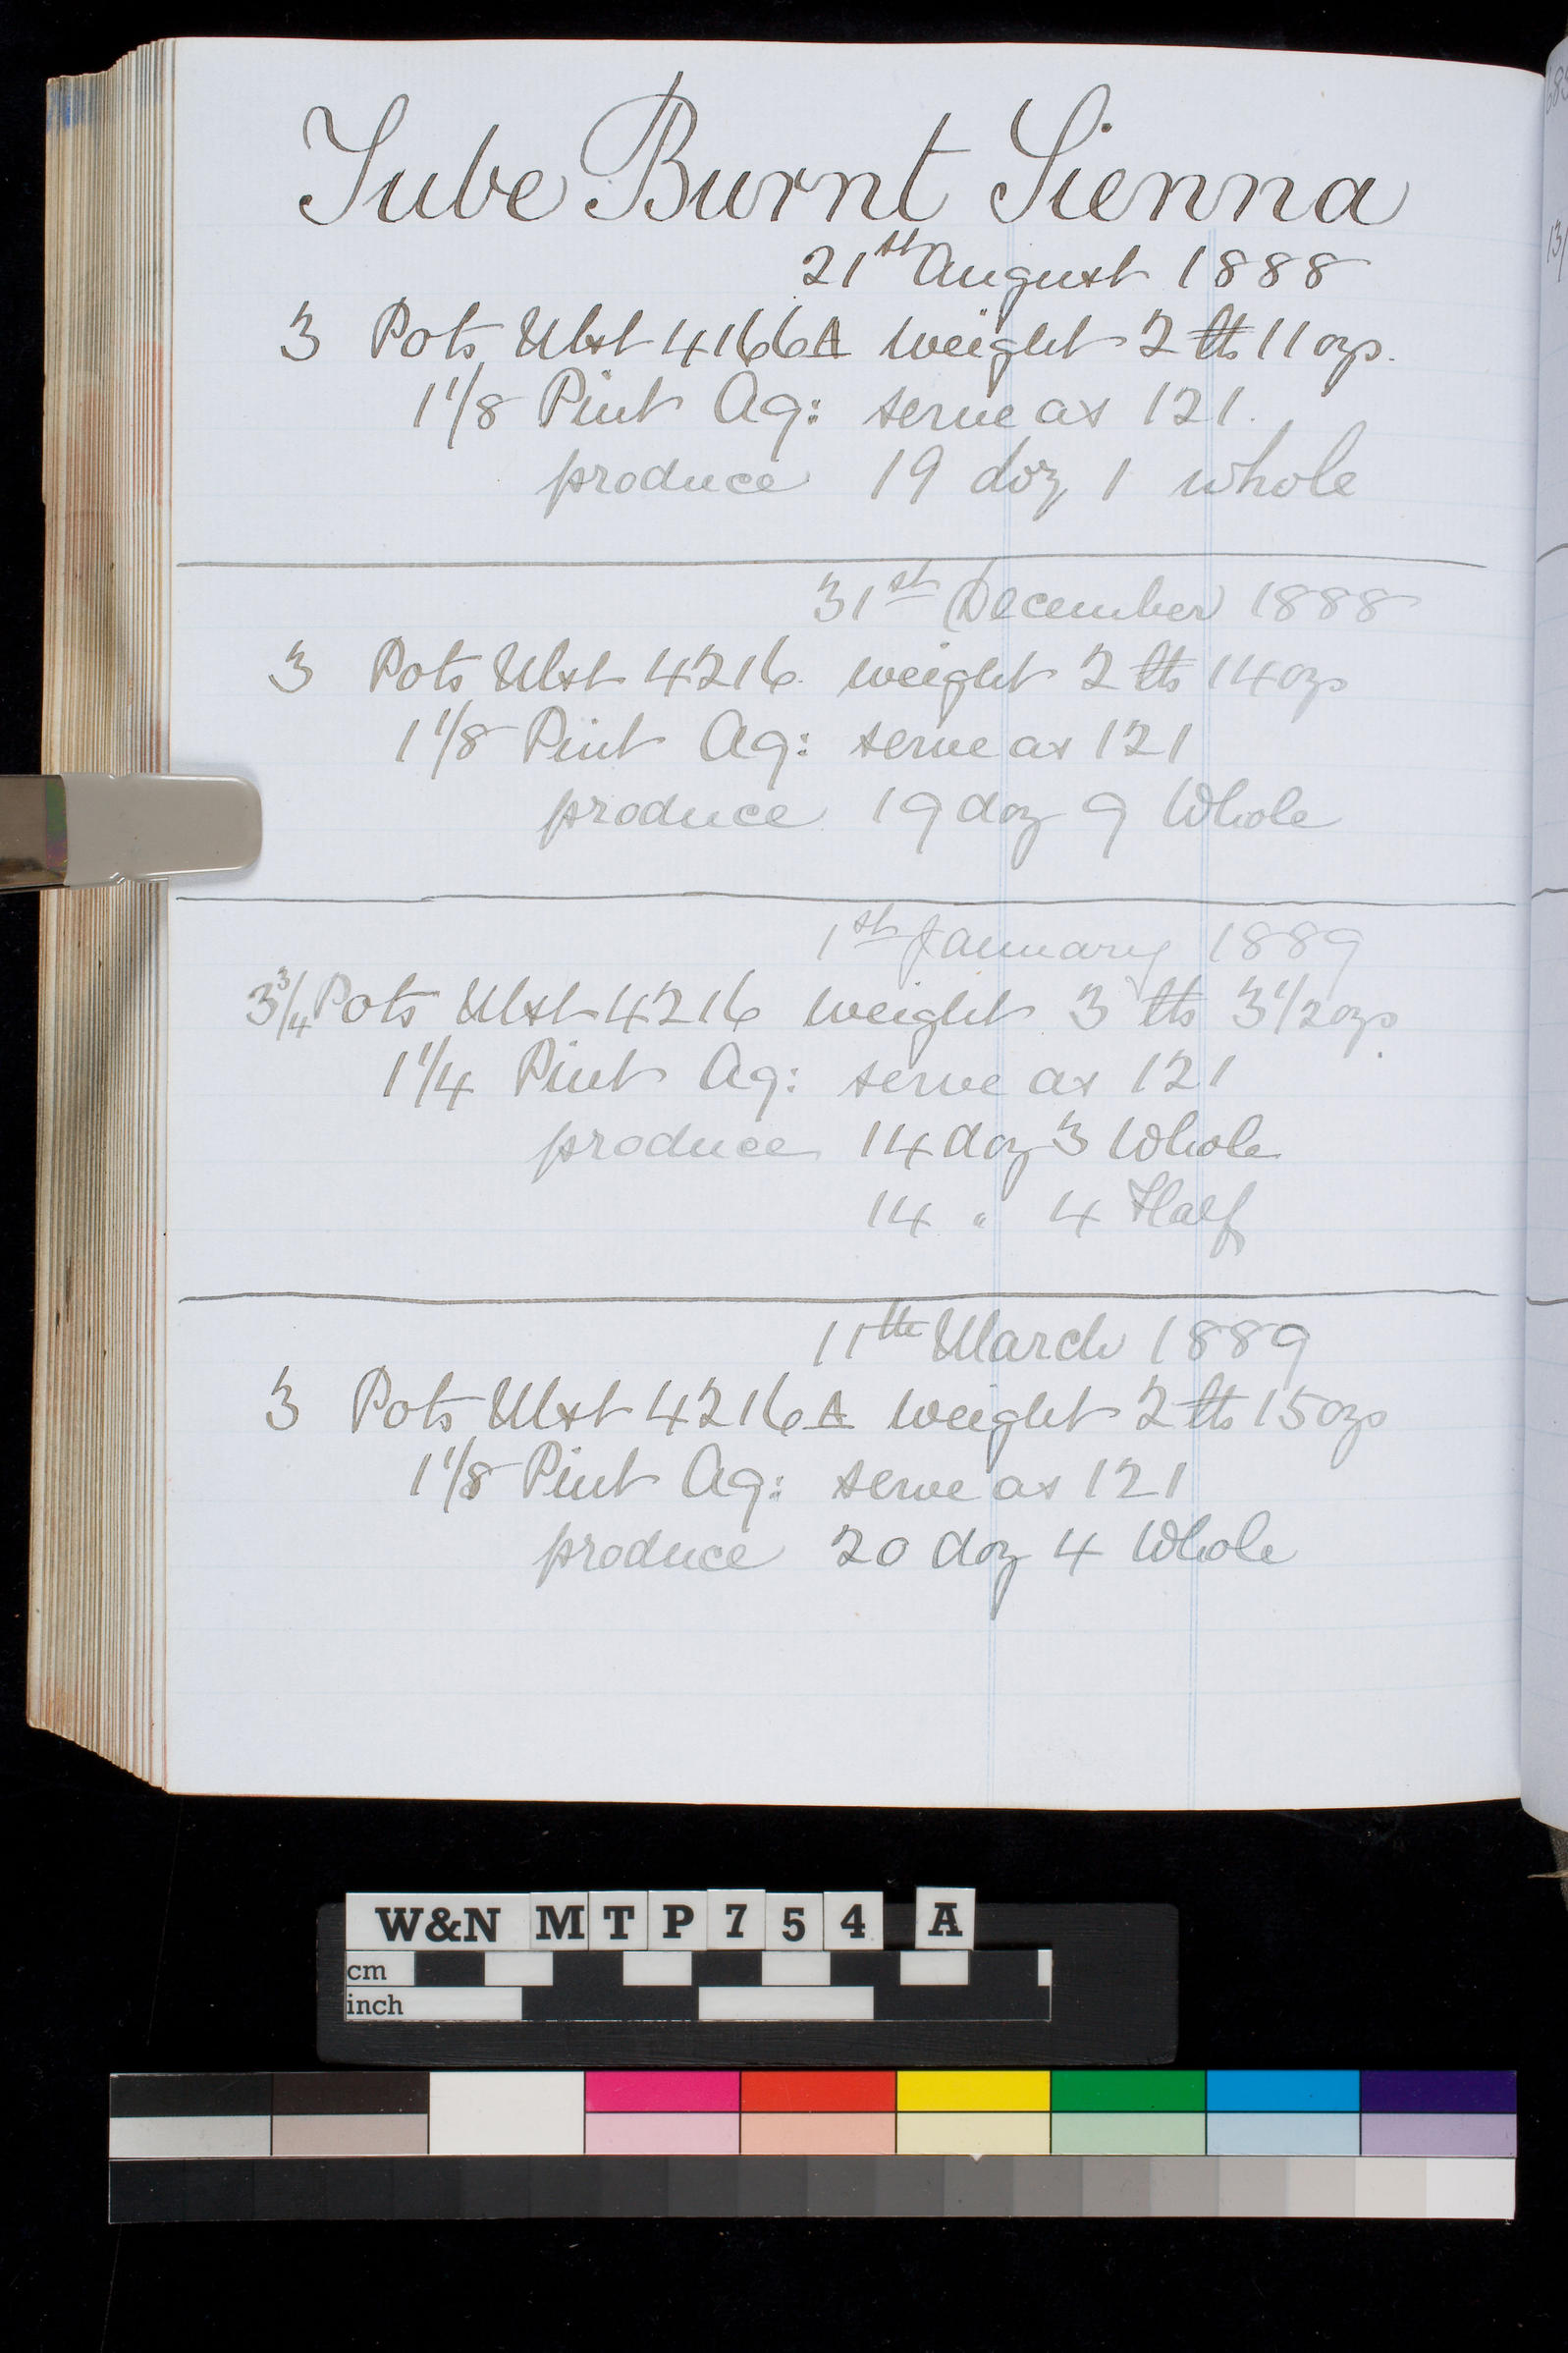 Tube Burnt Sienna
21st August 1888
3 Pots Mxt 4166A weight 2 lbs 11 ozs.
1 1/8 Pint Aq: serve as 121.
produce 19 doz 1 whole
31st December 1888
3 Pots Mxt 4216. weight 2 lbs 14 ozs
1 1/8 Pint Aq: serve as 121
produce 19 doz 9 Whole
1st January 1889
3 3/4 Pots Mxt 4216 weight 3 lbs 3 1/2 ozs.
1 1/4 Pint Aq: serve as 121
produce 14 doz 3 Whole
14 " 4 Half
11th March 1889
3 Pots Mxt 4216A weight 2 lbs 15 ozs
1 1/8 Pint Aq: serve as 121
produce 20 doz 4 Whole
W&N MTP754 A
cm
inch